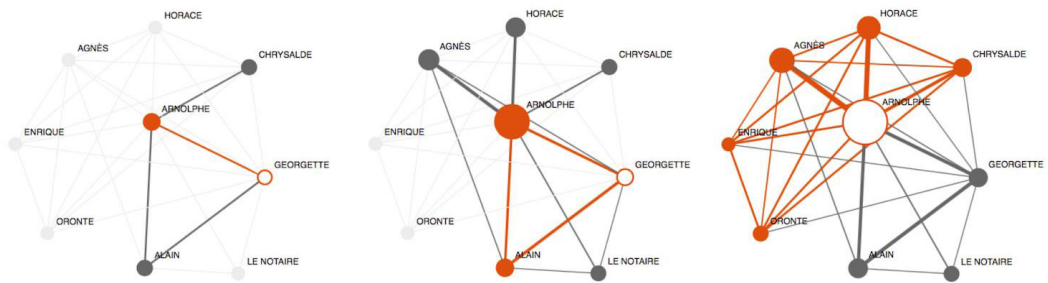 HORACE
AGNÈS
CHRYSALDE
ARNOLPHE
ENRIQUE
GEORGETTE
ORONTE
ALAIN
LE NOTAIRE
HORACE
AGNÈS
CHRYSALDE
ARNOLPHE
ENRIQUE
GEORGETTE
ORONTE
ALAIN
LE NOTAIRE
HORACE
AGNÈS
CHRYSALDE
ARNOLPHE
ENRIQUE
GEORGETTE
ORONTE
ALAIN
LE NOTAIRE